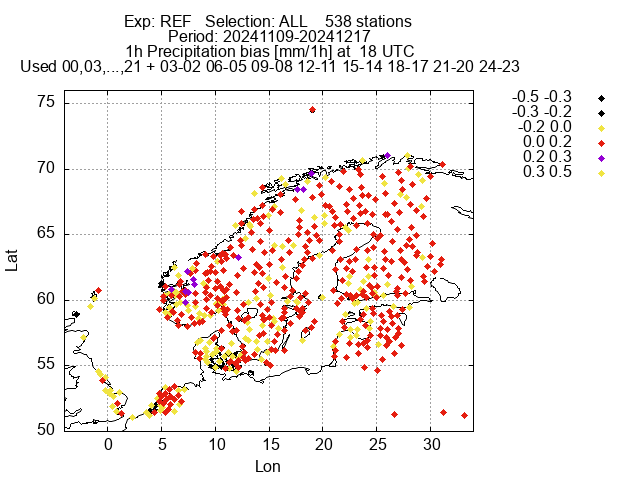 Exp: REF   Selection: ALL    538 stations
Period: 20241109-20241217
1h Precipitation bias [mm/1h] at  18 UTC
Used 00,03,...,21 + 03-02 06-05 09-08 12-11 15-14 18-17 21-20 24-23
-0.5 -0.3
-0.3 -0.2
-0.2 0.0
0.0 0.2
0.2 0.3
0.3 0.5
75
70
65
60
55
50
Lat
0 5 10 15 20 25 30
Lon